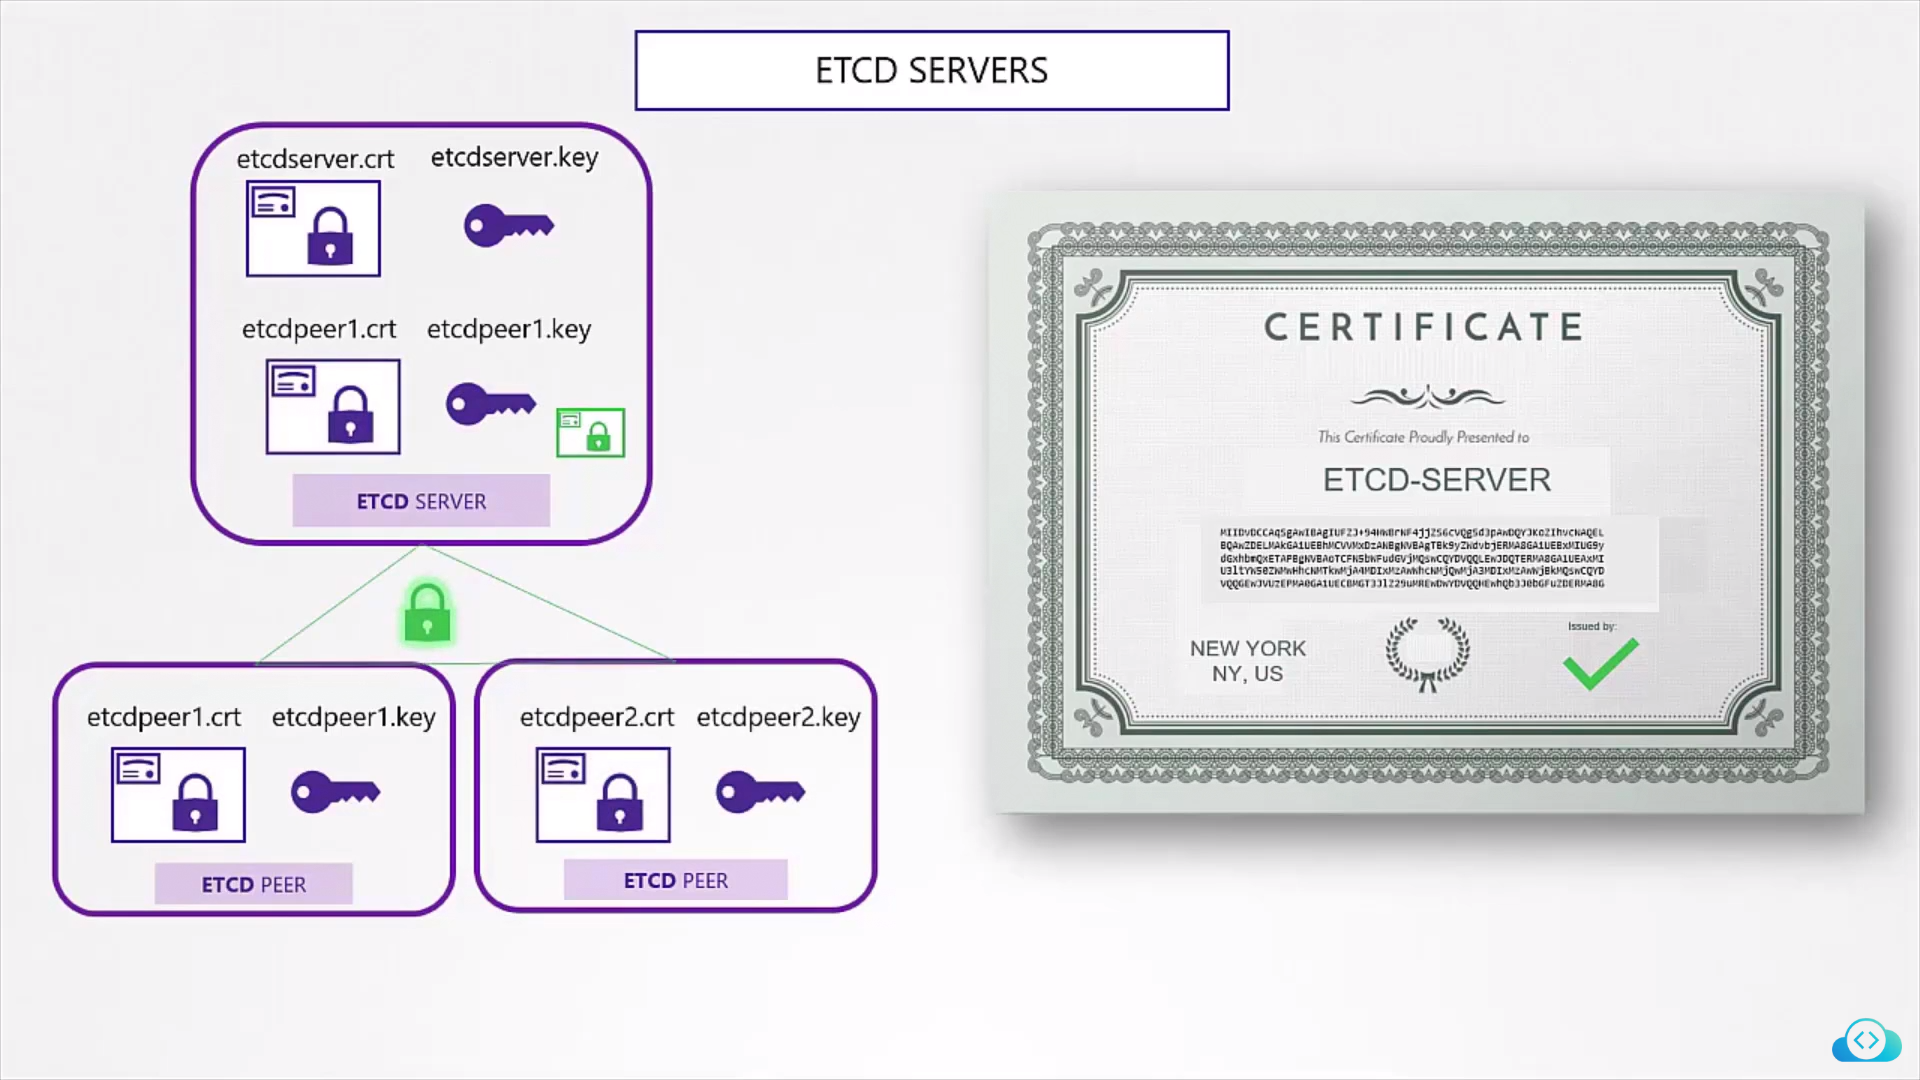 ETCD SERVERS
etcdserver.crt etcdserver.key
etcdpeer1.crt etcdpeer1.key
ETCD SERVER
etcdpeer1.crt etcdpeer1.key
ETCD PEER
etcdpeer2.crt etcdpeer2.key
ETCD PEER
CERTIFICATE
This Certificate Proudly Presented to
ETCD-SERVER
NEW YORK
NY, US
Issued by: